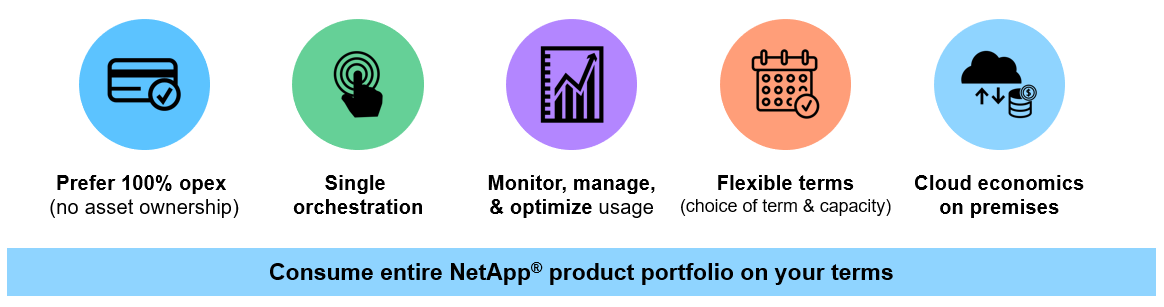 Prefer 100% opex
(no asset ownership)
Single
orchestration
Monitor, manage,
& optimize usage
Flexible terms
(choice of term & capacity)
Cloud economics
on premises
$
Consume entire NetApp® product portfolio on your terms